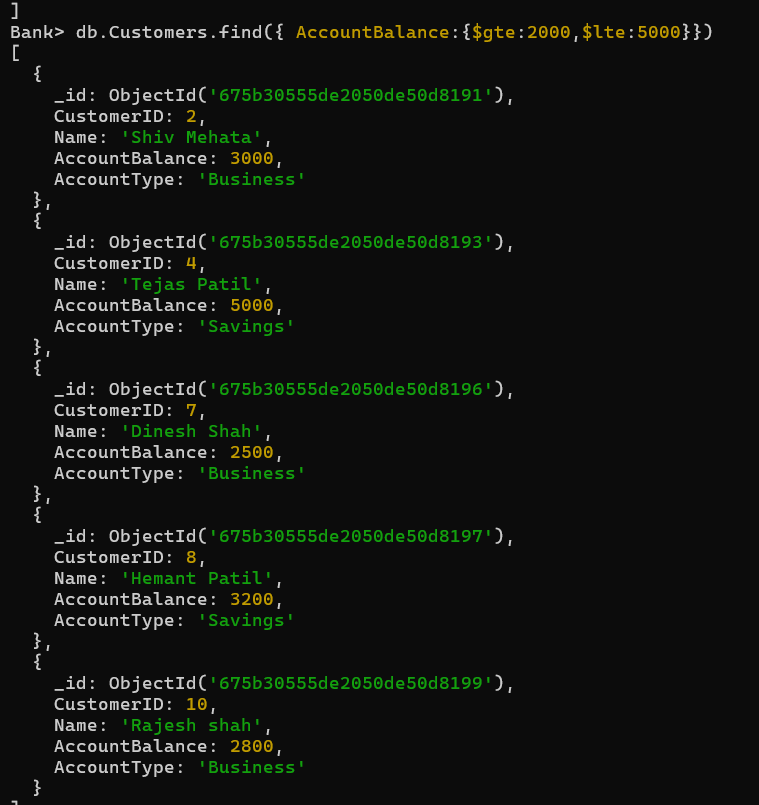 ]
Bank> db.Customers.find({ AccountBalance:{$gte:2000,$lte:5000}})
[
  {
    _id: ObjectId('675b30555de2050de50d8191'),
    CustomerID: 2,
    Name: 'Shiv Mehata',
    AccountBalance: 3000,
    AccountType: 'Business'
  },
  {
    _id: ObjectId('675b30555de2050de50d8193'),
    CustomerID: 4,
    Name: 'Tejas Patil',
    AccountBalance: 5000,
    AccountType: 'Savings'
  },
  {
    _id: ObjectId('675b30555de2050de50d8196'),
    CustomerID: 7,
    Name: 'Dinesh Shah',
    AccountBalance: 2500,
    AccountType: 'Business'
  },
  {
    _id: ObjectId('675b30555de2050de50d8197'),
    CustomerID: 8,
    Name: 'Hemant Patil',
    AccountBalance: 3200,
    AccountType: 'Savings'
  },
  {
    _id: ObjectId('675b30555de2050de50d8199'),
    CustomerID: 10,
    Name: 'Rajesh shah',
    AccountBalance: 2800,
    AccountType: 'Business'
  }
]